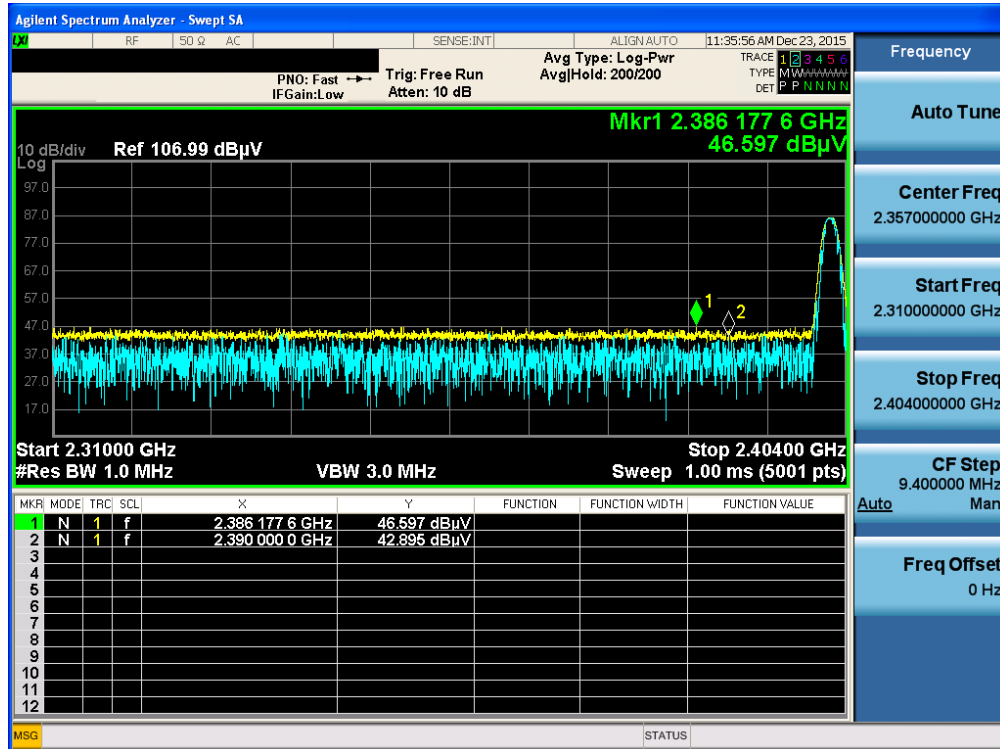 Agilent Spectrum Analyzer - Swept SA
LXI RF 50 Ω AC SENSE:INT ALIGN AUTO 11:35:56 AM Dec 23, 2015
PNO: Fast Trig: Free Run Avg Type: Log-Pwr TRACE 1 2 3 4 5 6
IFGain:Low Atten: 10 dB Avg|Hold: 200/200 TYPE M W W W W W
DET P P N N N N
Mkr1 2.386 177 6 GHz
46.597 dBµV
10 dB/div Ref 106.99 dBµV
Log
97.0
87.0
77.0
67.0
57.0
47.0
37.0
27.0
17.0
1
2
Start 2.31000 GHz Stop 2.40400 GHz
#Res BW 1.0 MHz VBW 3.0 MHz Sweep 1.00 ms (5001 pts)
MKR MODE TRC SCL X Y FUNCTION FUNCTION WIDTH FUNCTION VALUE
1 N 1 f 2.386 177 6 GHz 46.597 dBµV
2 N 1 f 2.390 000 0 GHz 42.895 dBµV
3
4
5
6
7
8
9
10
11
12
MSG STATUS
Frequency
Auto Tune
Center Freq
2.357000000 GHz
Start Freq
2.310000000 GHz
Stop Freq
2.404000000 GHz
CF Step
9.400000 MHz
Auto Man
Freq Offset
0 Hz